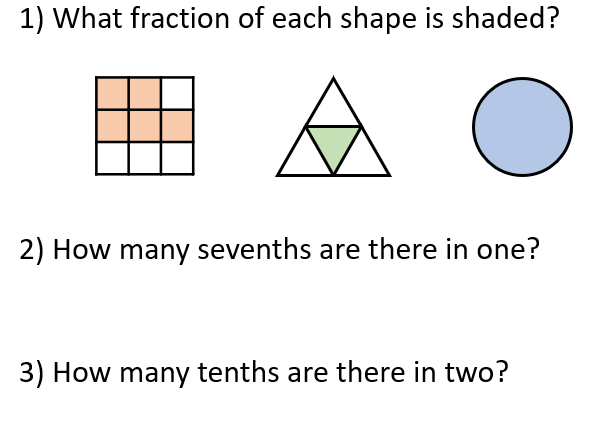 1) What fraction of each shape is shaded?
2) How many sevenths are there in one?
3) How many tenths are there in two?